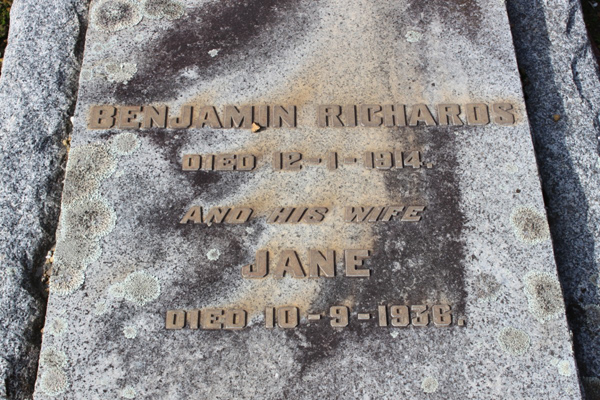 BENJAMIN RICHARDS
DIED 12-1-1914.
AND HIS WIFE
JANE
DIED 10-9-1936.